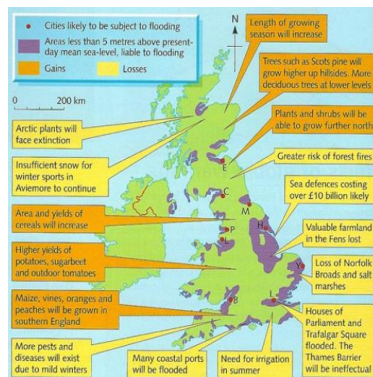 Cities likely to be subject to flooding
Areas less than 5 metres above present-
day mean sea-level, liable to flooding
Gains
Losses
0
200 km
N
Length of growing
season will increase
Trees such as Scots pine will
grow higher up hillsides. More
deciduous trees at lower levels
Plants and shrubs will be
able to grow further north
Greater risk of forest fires
Sea defences costing
over £10 billion likely
Valuable farmland
in the Fens lost
Loss of Norfolk
Broads and salt
marshes
Houses of
Parliament and
Trafalgar Square
flooded. The
Thames Barrier
will be ineffectual
Arctic plants will
face extinction
Insufficient snow for
winter sports in
Aviemore to continue
Area and yields of
cereals will increase
Higher yields of
potatoes, sugarbeet
and outdoor tomatoes
Maize, vines, oranges and
peaches will be grown in
southern England
More pests and
diseases will exist
due to mild winters
Many coastal ports
will be flooded
Need for irrigation
in summer
E
C
M
H
P
L
Y
B
L